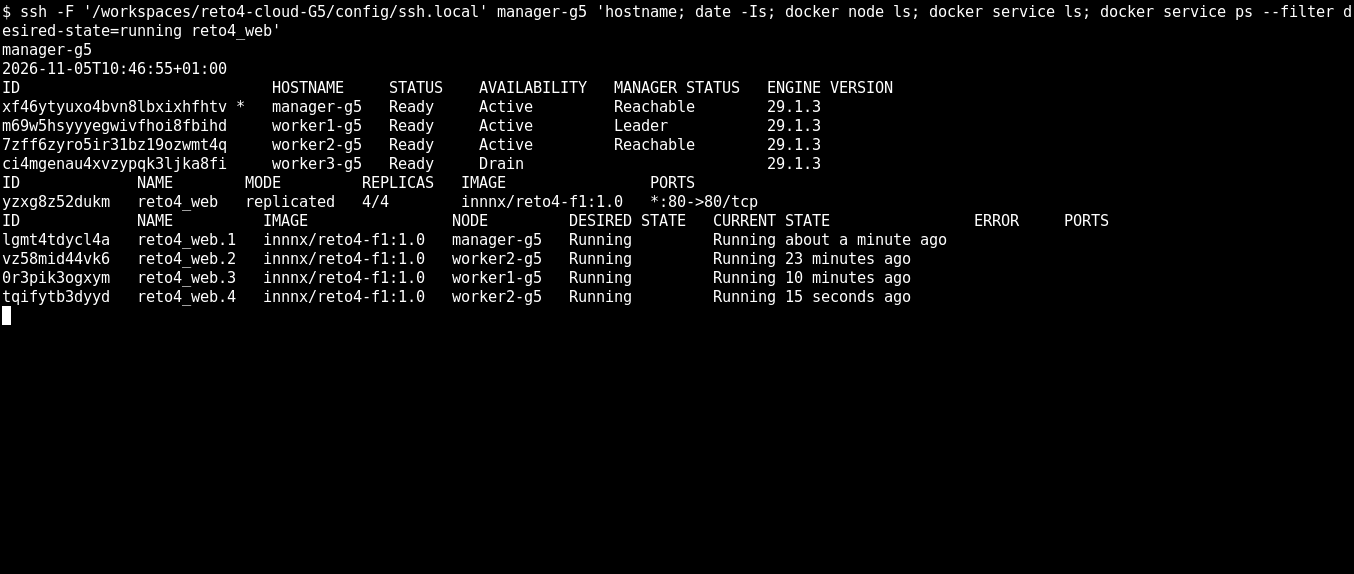 $ ssh -F '/workspaces/reto4-cloud-G5/config/ssh.local' manager-g5 'hostname; date -Is; docker node ls; docker service ls; docker service ps --filter d
esired-state=running reto4_web'
manager-g5
2026-11-05T10:46:55+01:00
ID                            HOSTNAME     STATUS    AVAILABILITY   MANAGER STATUS   ENGINE VERSION
xf46ytyuxo4bvn8lbxixhfhtv *   manager-g5   Ready     Active         Reachable        29.1.3
m69w5hsyyyegwivfhoi8fbihd     worker1-g5   Ready     Active         Leader           29.1.3
7zff6zyro5ir31bz19ozwmt4q     worker2-g5   Ready     Active         Reachable        29.1.3
ci4mgenau4xvzypqk3ljka8fi     worker3-g5   Ready     Drain                           29.1.3
ID             NAME        MODE         REPLICAS   IMAGE                PORTS
yzxg8z52dukm   reto4_web   replicated   4/4        innnx/reto4-f1:1.0   *:80->80/tcp
ID             NAME          IMAGE                NODE         DESIRED STATE   CURRENT STATE                ERROR     PORTS
lgmt4tdycl4a   reto4_web.1   innnx/reto4-f1:1.0   manager-g5   Running         Running about a minute ago
vz58mid44vk6   reto4_web.2   innnx/reto4-f1:1.0   worker2-g5   Running         Running 23 minutes ago
0r3pik3ogxym   reto4_web.3   innnx/reto4-f1:1.0   worker1-g5   Running         Running 10 minutes ago
tqifytb3dyyd   reto4_web.4   innnx/reto4-f1:1.0   worker2-g5   Running         Running 15 seconds ago